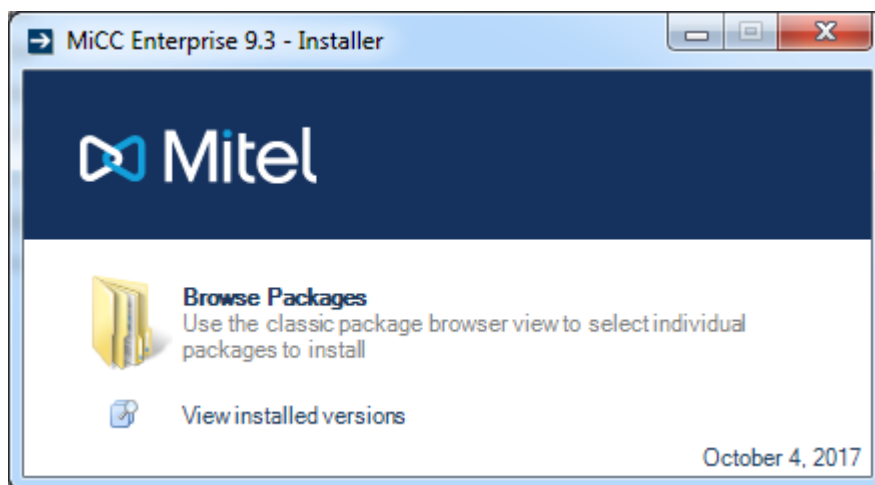 MiCC Enterprise 9.3 - Installer
Mitel
Browse Packages
Use the classic package browser view to select individual
packages to install
View installed versions
October 4, 2017